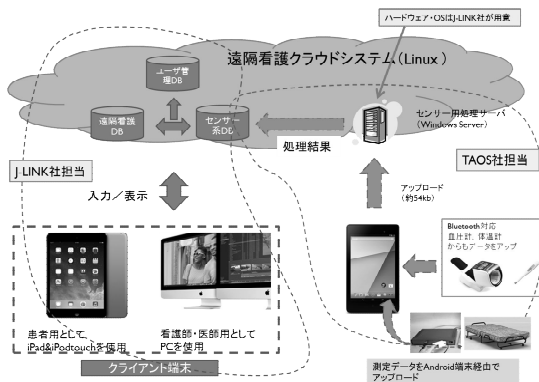 ハードウェア・OSはJ-LINK社が用意
遠隔看護クラウドシステム(Linux)
ユーザ管
理DB
遠隔看護
DB
センサー
系DB
処理結果
センリー用処理サーバ
(Windows Server)
J-LINK社担当
TAOS社担当
入力/表示
アップロード
(約54kb)
Bluetooth対応
血圧計、体温計
からもデータをアップ
患者用として
iPad&iPodtouchを使用
看護師・医師用として
PCを使用
クライアント端末
測定データをAndroid端末経由で
アップロード